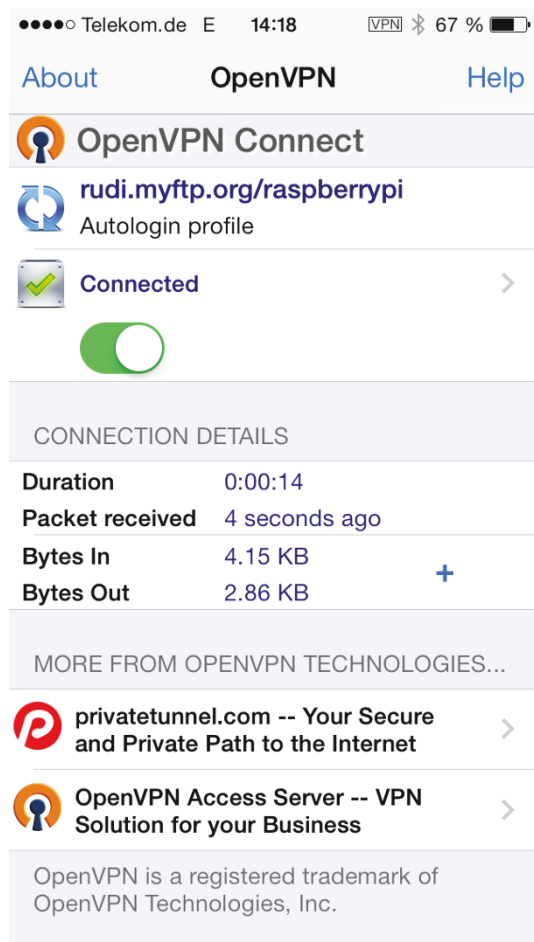 Telekom.de E 14:18 VPN 67 %
About OpenVPN Help
OpenVPN Connect
rudi.myftp.org/raspberrypi
Autologin profile
Connected
CONNECTION DETAILS
Duration 0:00:14
Packet received 4 seconds ago
Bytes In 4.15 KB
+
Bytes Out 2.86 KB
MORE FROM OPENVPN TECHNOLOGIES...
privatetunnel.com -- Your Secure
and Private Path to the Internet
OpenVPN Access Server -- VPN
Solution for your Business
OpenVPN is a registered trademark of
OpenVPN Technologies, Inc.